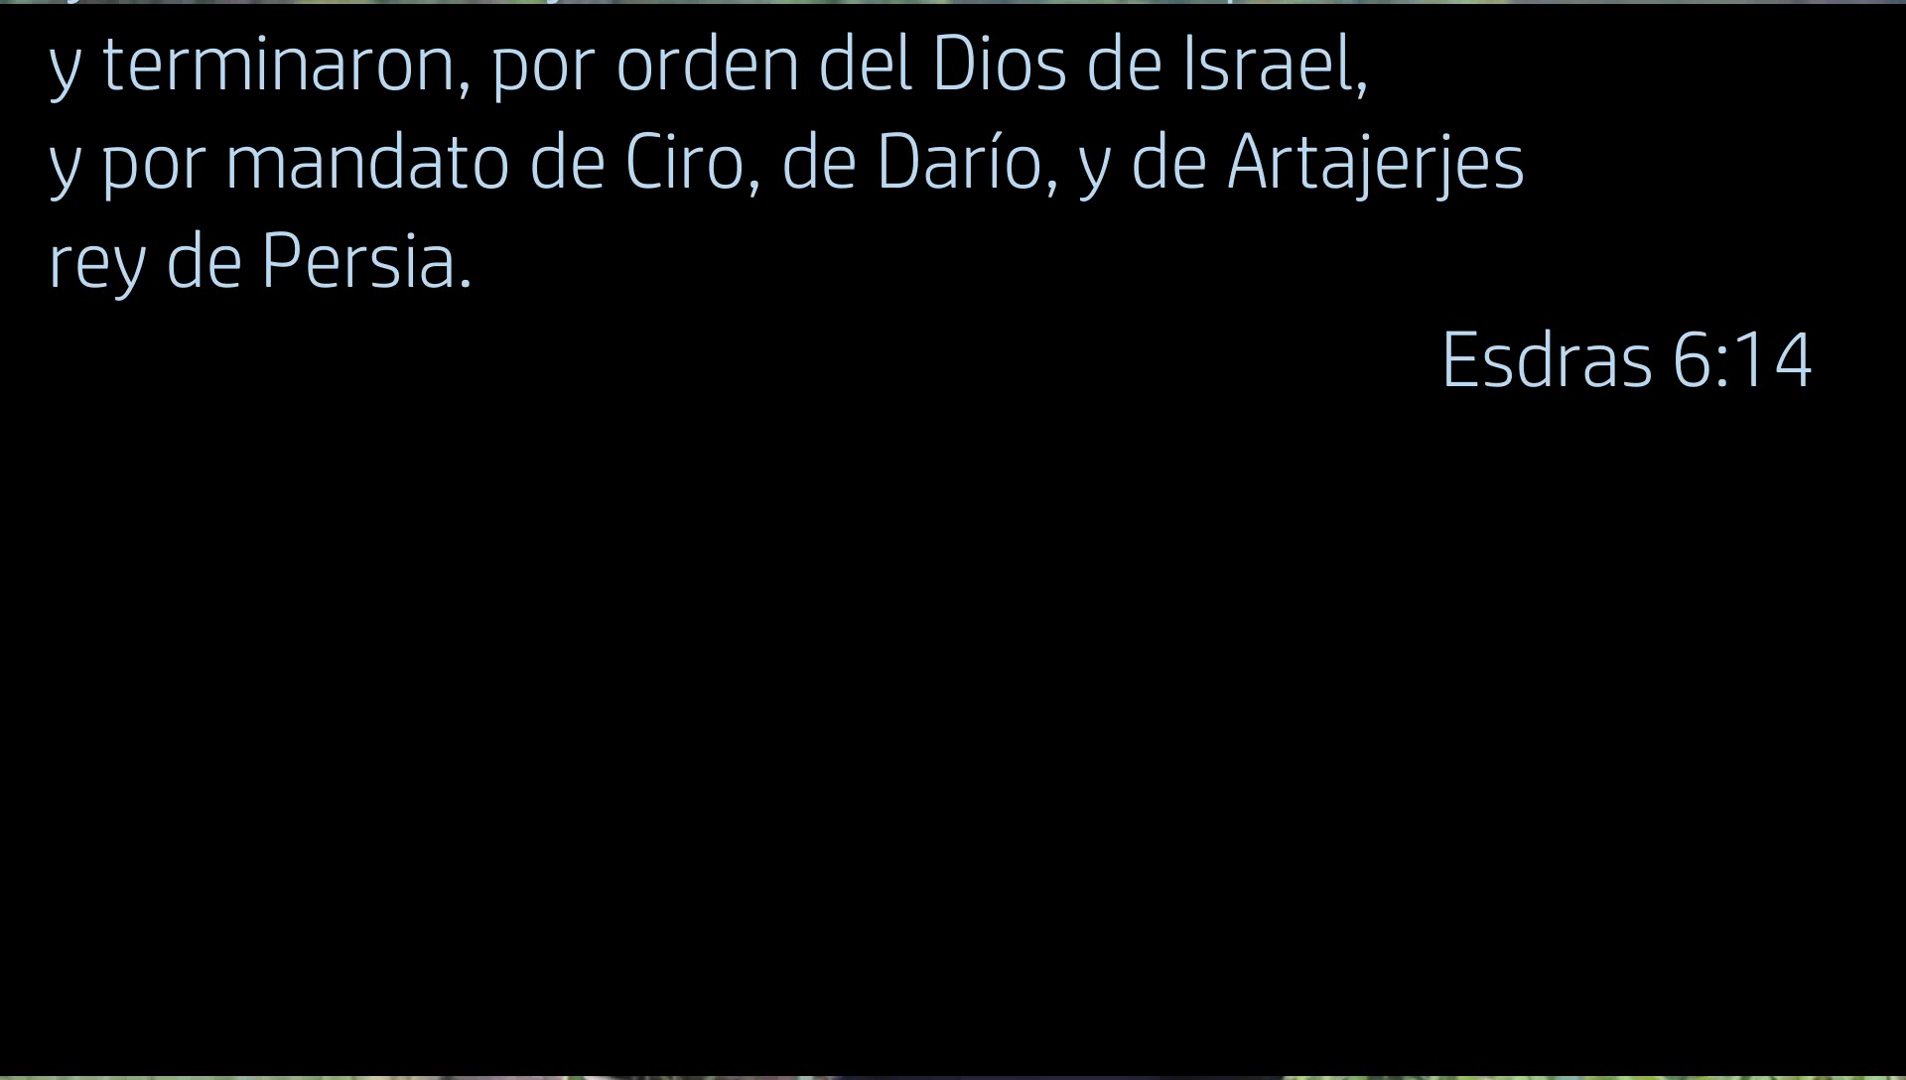 y terminaron, por orden del Dios de Israel,
y por mandato de Ciro, de Darío, y de Artajerjes
rey de Persia.
Esdras 6:14